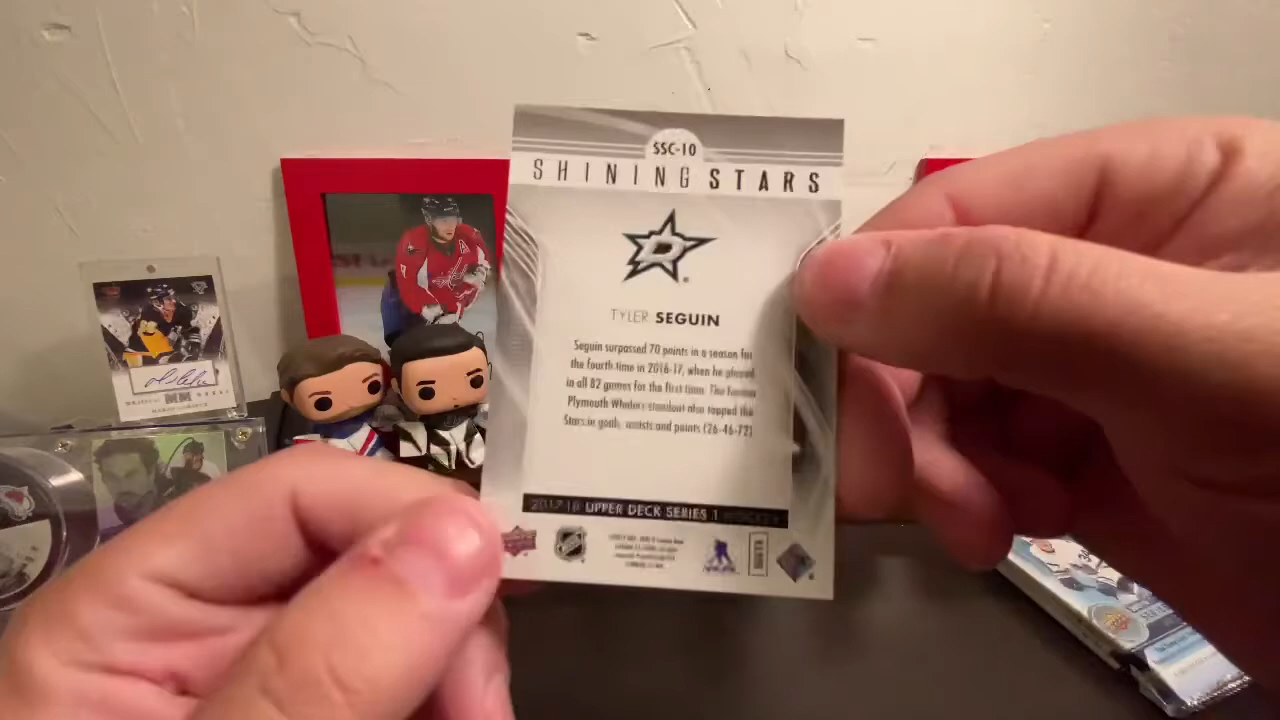 SSC-10
SHINING STARS
D
TYLER SEGUIN
Seguin surpassed 70 points in a season for
the fourth time in 2016-17, when he played
in all 82 games for the first time. The former
Plymouth Whalers standout also topped the
Stars in goals, assists and points (26-46-72)
2017-18 UPPER DECK SERIES 1 HOCKEY